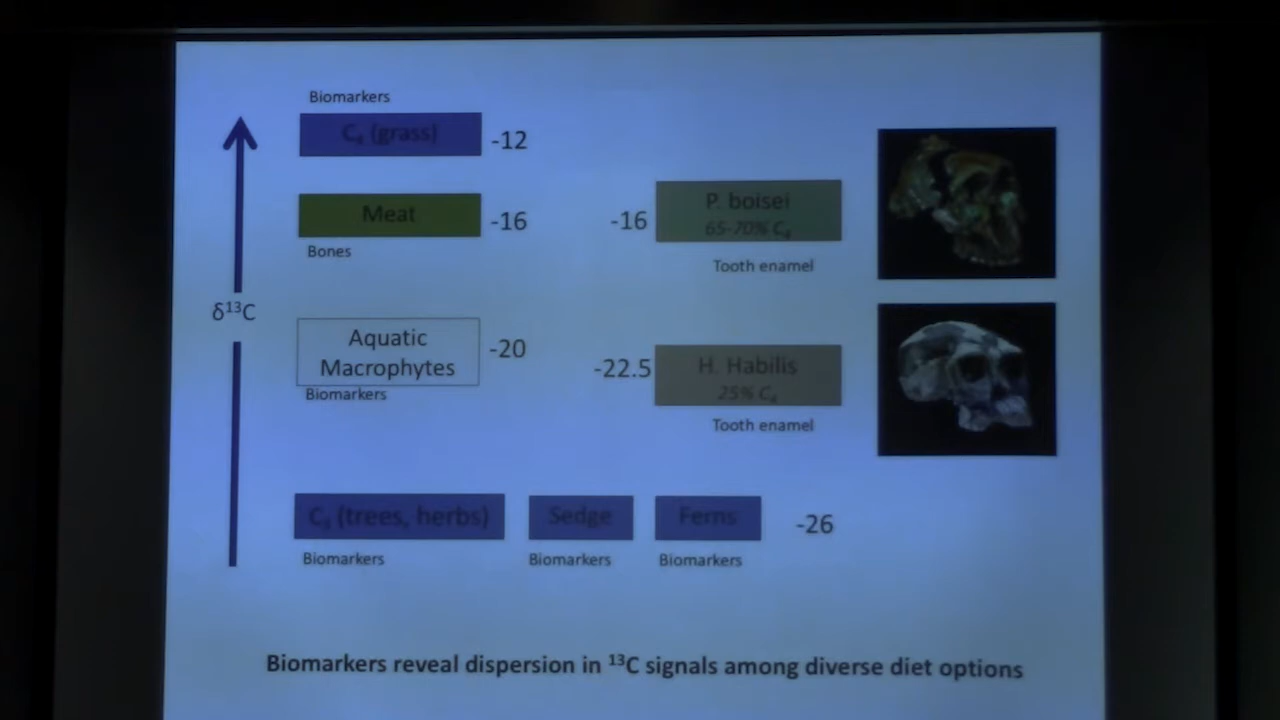 Biomarkers
C₄ (grass)
-12
Meat
-16
Bones
-16
P. boisei
65-70% C₄
Tooth enamel
δ¹³C
Aquatic
Macrophytes
-20
Biomarkers
-22.5
H. Habilis
25% C₄
Tooth enamel
C₃ (trees, herbs)
Sedge
Ferns
-26
Biomarkers
Biomarkers
Biomarkers
Biomarkers reveal dispersion in ¹³C signals among diverse diet options